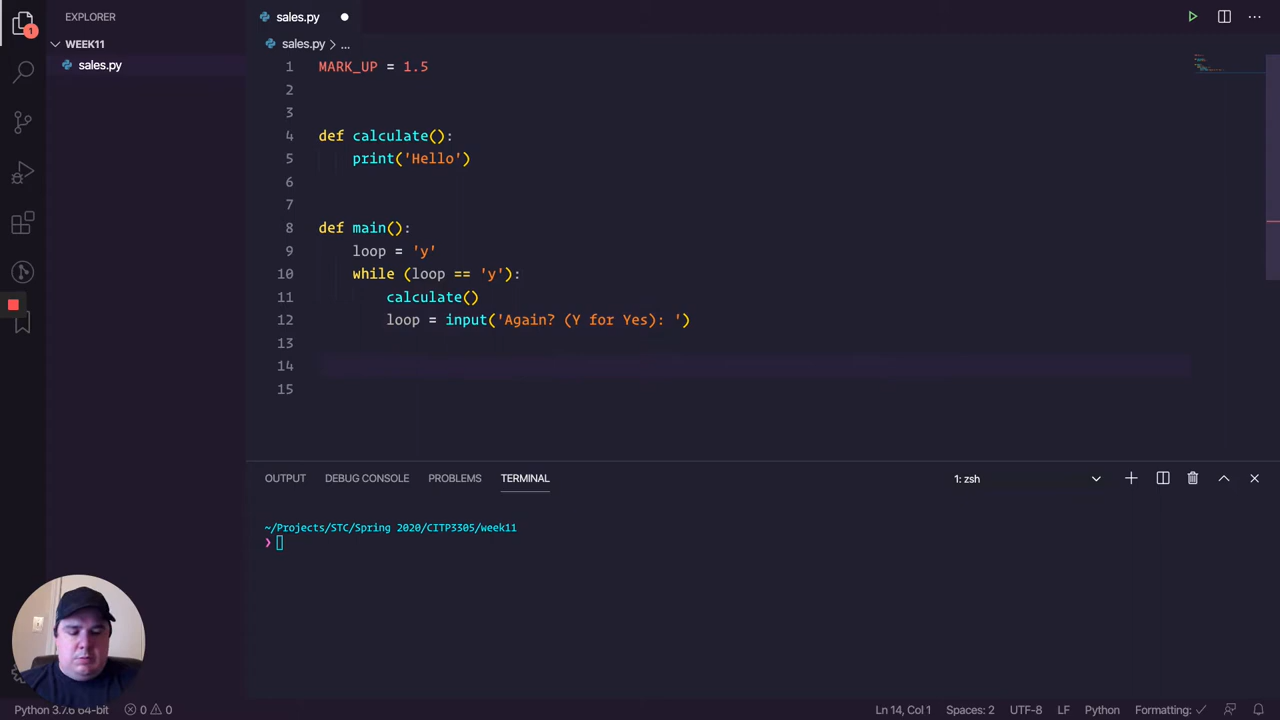 EXPLORER
sales.py
WEEK11
sales.py
1
sales.py > ...
1 MARK_UP = 1.5
2
3
4 def calculate():
5 print('Hello')
6
7
8 def main():
9 loop = 'y'
10 while (loop == 'y'):
11 calculate()
12 loop = input('Again? (Y for Yes): ')
13
14
15
OUTPUT DEBUG CONSOLE PROBLEMS TERMINAL 1: zsh
~/Projects/STC/Spring 2020/CITP3305/week11
❯
Python 3.7.6 64-bit 0 0 Ln 14, Col 1 Spaces: 2 UTF-8 LF Python Formatting: ✓